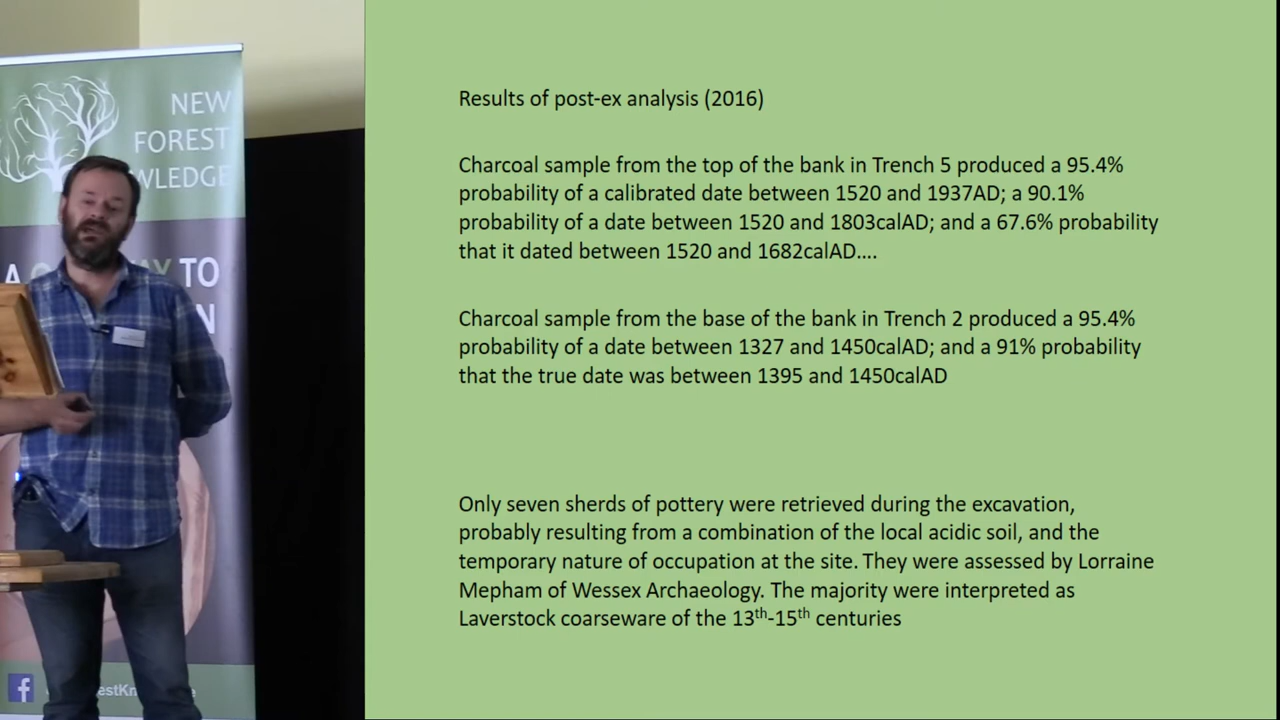 NEW
FOREST
WLEDGE
TO
N
Results of post-ex analysis (2016)
Charcoal sample from the top of the bank in Trench 5 produced a 95.4%
probability of a calibrated date between 1520 and 1937AD; a 90.1%
probability of a date between 1520 and 1803calAD; and a 67.6% probability
that it dated between 1520 and 1682calAD....
Charcoal sample from the base of the bank in Trench 2 produced a 95.4%
probability of a date between 1327 and 1450calAD; and a 91% probability
that the true date was between 1395 and 1450calAD
Only seven sherds of pottery were retrieved during the excavation,
probably resulting from a combination of the local acidic soil, and the
temporary nature of occupation at the site. They were assessed by Lorraine
Mepham of Wessex Archaeology. The majority were interpreted as
Laverstock coarseware of the 13th-15th centuries